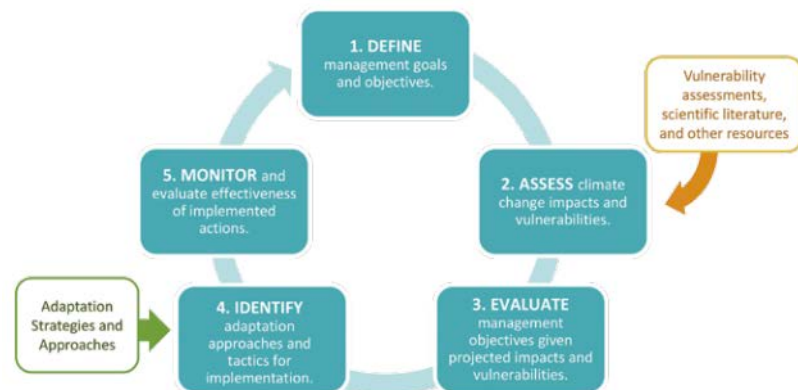 1. DEFINE
management goals
and objectives.
Vulnerability
assessments,
scientific literature,
and other resources
2. ASSESS climate
change impacts and
vulnerabilities.
3. EVALUATE
management
objectives given
projected impacts and
vulnerabilities.
4. IDENTIFY
adaptation
approaches and
tactics for
implementation.
Adaptation
Strategies and
Approaches
5. MONITOR and
evaluate effectiveness
of implemented
actions.